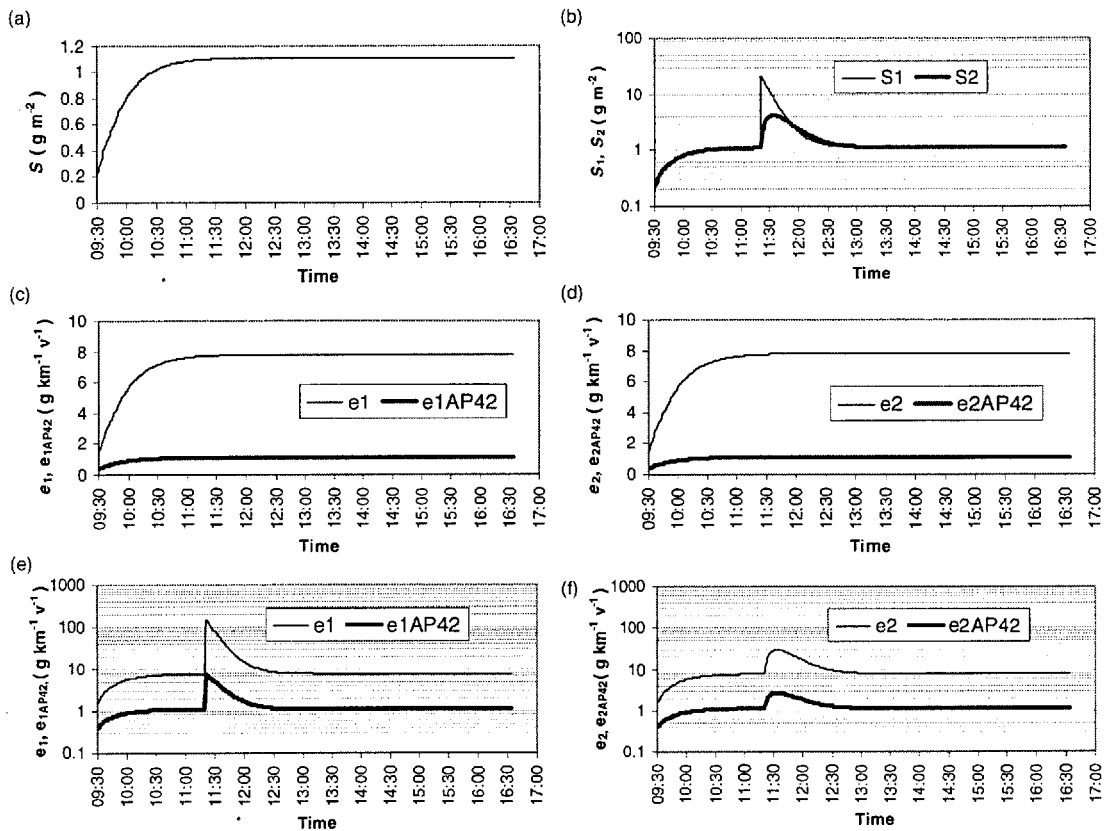 (a)
S (g m⁻²)
1.2
1
0.8
0.6
0.4
0.2
0
09:30 10:00 10:30 11:00 11:30 12:00 12:30 13:00 13:30 14:00 14:30 15:00 15:30 16:00 16:30 17:00
Time
(b)
S₁, S₂ (g m⁻²)
100
10
1
0.1
S1 S2
09:30 10:00 10:30 11:00 11:30 12:00 12:30 13:00 13:30 14:00 14:30 15:00 15:30 16:00 16:30 17:00
Time
(c)
e₁, e₁AP42 ( g km⁻¹ v⁻¹)
10
8
6
4
2
0
e1 e1AP42
09:30 10:00 10:30 11:00 11:30 12:00 12:30 13:00 13:30 14:00 14:30 15:00 15:30 16:00 16:30 17:00
Time
(d)
e₂, e₂AP42 ( g km⁻¹ v⁻¹)
10
8
6
4
2
0
e2 e2AP42
09:30 10:00 10:30 11:00 11:30 12:00 12:30 13:00 13:30 14:00 14:30 15:00 15:30 16:00 16:30 17:00
Time
(e)
e₁, e₁AP42, ( g km⁻¹ v⁻¹)
1000
100
10
1
0.1
e1 e1AP42
09:30 10:00 10:30 11:00 11:30 12:00 12:30 13:00 13:30 14:00 14:30 15:00 15:30 16:00 16:30 17:00
Time
(f)
e₂, e₂AP42 ( g km⁻¹ v⁻¹)
1000
100
10
1
0.1
e2 e2AP42
09:30 10:00 10:30 11:00 11:30 12:00 12:30 13:00 13:30 14:00 14:30 15:00 15:30 16:00 16:30 17:00
Time